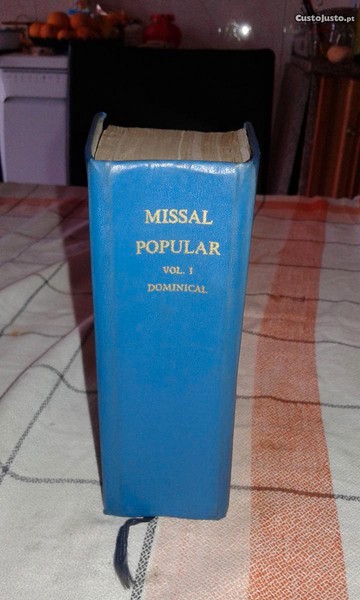 CustoJusto.pt
MISSAL
POPULAR
VOL. I
DOMINICAL